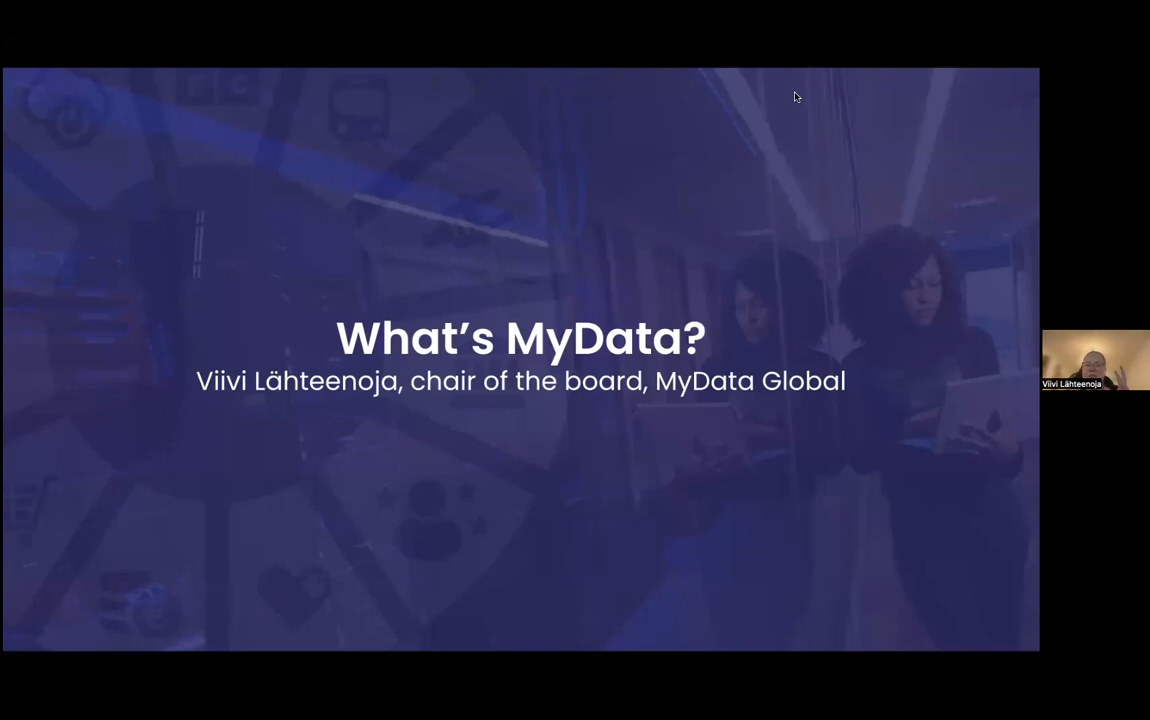 What's MyData?
Viivi Lähteenoja, chair of the board, MyData Global
Viivi Lähteenoja